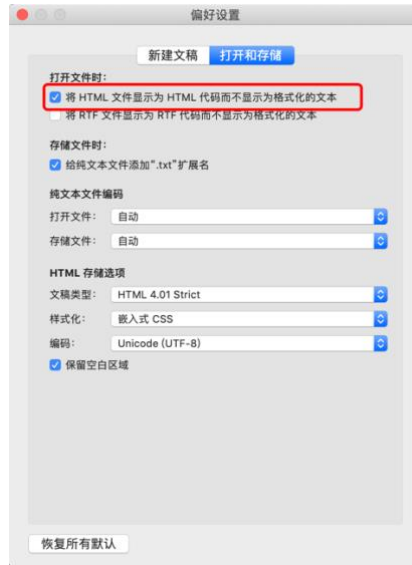 偏好设置
新建文稿 打开和存储
打开文件时:
将 HTML 文件显示为 HTML 代码而不显示为格式化的文本
将 RTF 文件显示为 RTF 代码而不显示为格式化的文本
存储文件时:
给纯文本文件添加“.txt”扩展名
纯文本文件编码
打开文件: 自动
存储文件: 自动
HTML 存储选项
文稿类型: HTML 4.01 Strict
样式化: 嵌入式 CSS
编码: Unicode (UTF-8)
保留空白区域
恢复所有默认